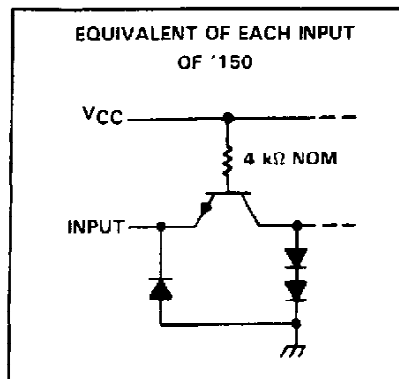 EQUIVALENT OF EACH INPUT
OF '150
VCC
4 kΩ NOM
INPUT